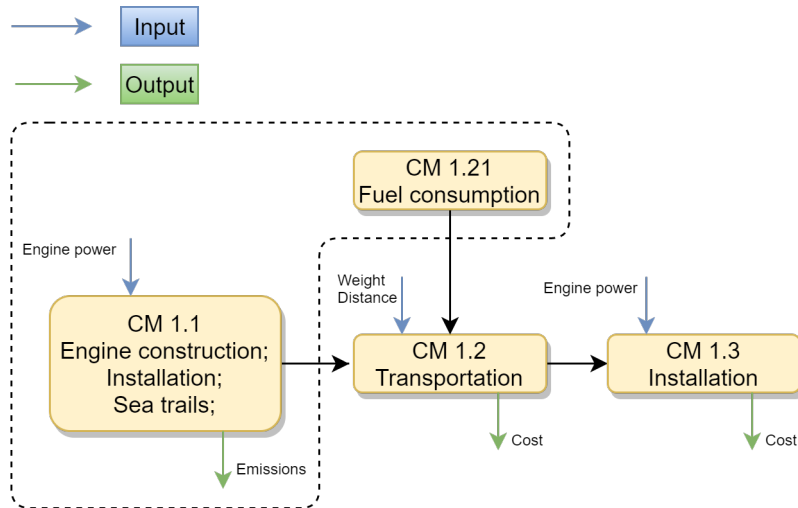 Input
Output
CM 1.21
Fuel consumption
Engine power
Weight
Distance
Engine power
CM 1.1
Engine construction;
Installation;
Sea trails;
CM 1.2
Transportation
CM 1.3
Installation
Emissions
Cost
Cost